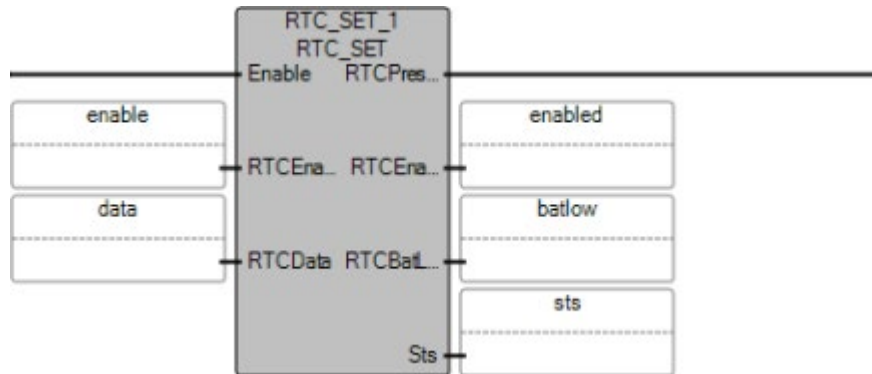 RTC_SET_1
RTC_SET
Enable RTCPres...
enable
enabled
RTCEna... RTCEna...
data
batlow
RTCData RTCBatL...
sts
Sts